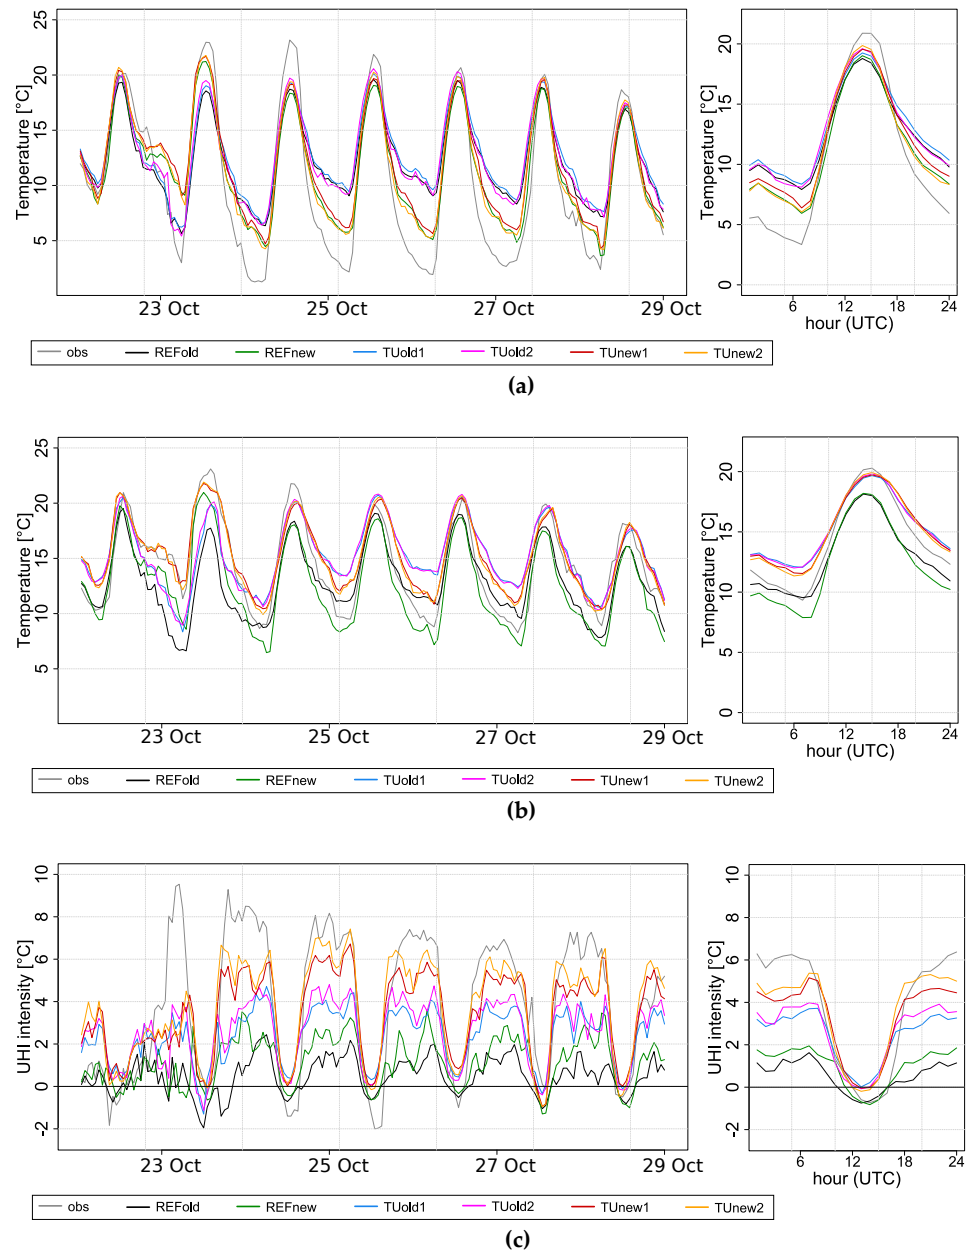 25
20
15
10
5
Temperature [°C]
23 Oct 25 Oct 27 Oct 29 Oct
20
15
10
5
0
Temperature [°C]
6 12 18 24
hour (UTC)
obs REFold REFnew TUold1 TUold2 TUnew1 TUnew2
(a)
25
20
15
10
5
Temperature [°C]
23 Oct 25 Oct 27 Oct 29 Oct
20
15
10
5
0
Temperature [°C]
6 12 18 24
hour (UTC)
obs REFold REFnew TUold1 TUold2 TUnew1 TUnew2
(b)
10
8
6
4
2
0
-2
UHI intensity [°C]
23 Oct 25 Oct 27 Oct 29 Oct
10
8
6
4
2
0
-2
UHI intensity [°C]
6 12 18 24
hour (UTC)
obs REFold REFnew TUold1 TUold2 TUnew1 TUnew2
(c)